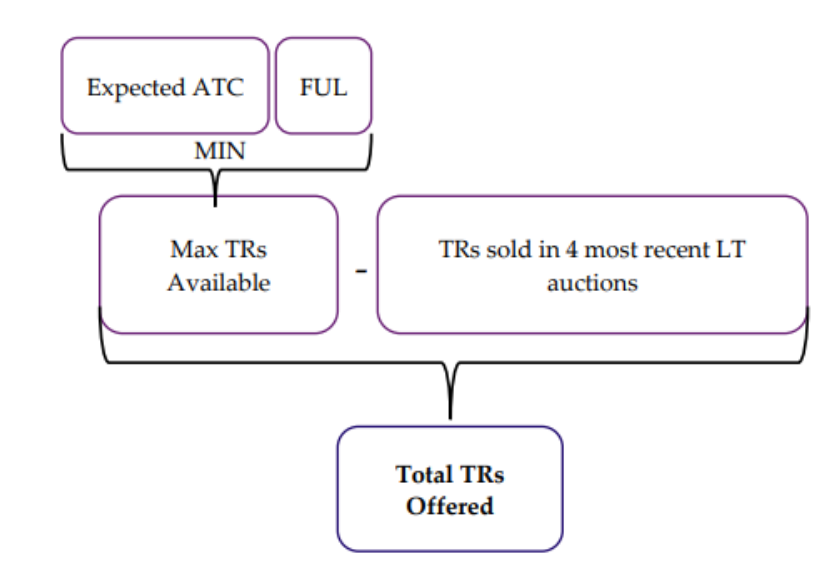 Expected ATC
FUL
MIN
Max TRs
Available
-
TRs sold in 4 most recent LT
auctions
Total TRs
Offered